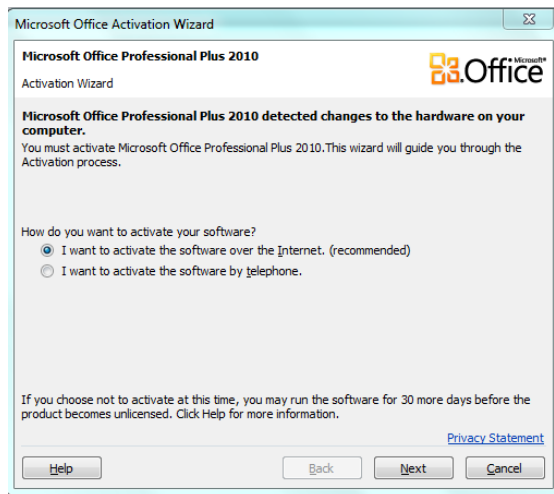 Microsoft Office Activation Wizard
Microsoft Office Professional Plus 2010
Activation Wizard
Microsoft®
Office
Microsoft Office Professional Plus 2010 detected changes to the hardware on your
computer.
You must activate Microsoft Office Professional Plus 2010.This wizard will guide you through the
Activation process.
How do you want to activate your software?
I want to activate the software over the Internet. (recommended)
I want to activate the software by telephone.
If you choose not to activate at this time, you may run the software for 30 more days before the
product becomes unlicensed. Click Help for more information.
Privacy Statement
Help Back Next Cancel